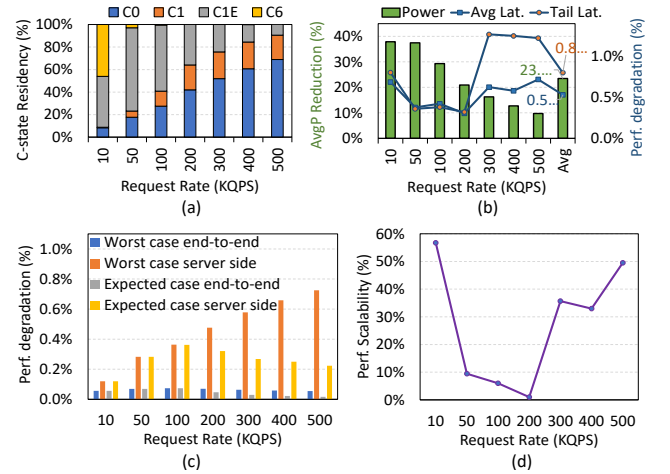 C0 C1 C1E C6
100%
80%
60%
40%
20%
0%
C-state Residency (%)
10 50 100 200 300 400 500
Request Rate (KQPS)
(a)
Power Avg Lat. Tail Lat.
40%
30%
20%
10%
0%
AvgP Reduction (%)
1.0%
0.5%
0.0%
Perf. degradation (%)
0.8...
23....
0.5...
10 50 100 200 300 400 500 Avg
Request Rate (KQPS)
(b)
Worst case end-to-end
Worst case server side
Expected case end-to-end
Expected case server side
1.0%
0.8%
0.6%
0.4%
0.2%
0.0%
Perf. degradation (%)
10 50 100 200 300 400 500
Request Rate (KQPS)
(c)
60%
50%
40%
30%
20%
10%
0%
Perf. Scalability (%)
10 50 100 200 300 400 500
Request Rate (KQPS)
(d)